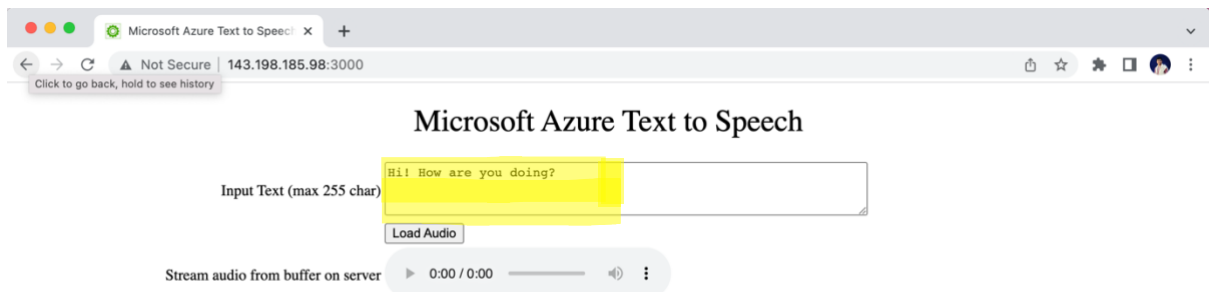 Microsoft Azure Text to Speech
Not Secure | 143.198.185.98:3000
Click to go back, hold to see history
Microsoft Azure Text to Speech
Input Text (max 255 char)
Hi! How are you doing?
Load Audio
Stream audio from buffer on server
0:00 / 0:00